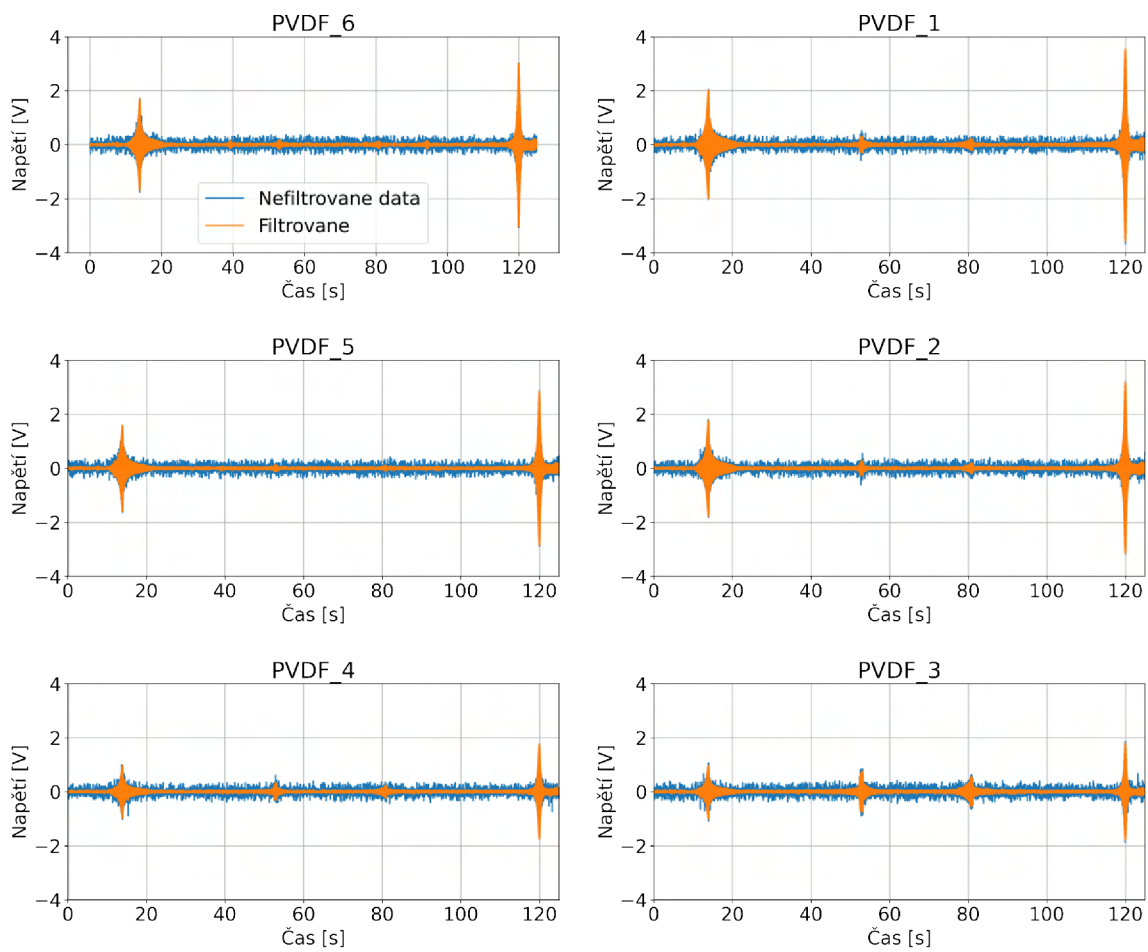 PVDF_6
4
2
0
−2
−4
Napětí [V]
Nefiltrovane data
Filtrovane
0 20 40 60 80 100 120
Čas [s]
PVDF_1
4
2
0
−2
−4
Napětí [V]
0 20 40 60 80 100 120
Čas [s]
PVDF_5
4
2
0
−2
−4
Napětí [V]
0 20 40 60 80 100 120
Čas [s]
PVDF_2
4
2
0
−2
−4
Napětí [V]
0 20 40 60 80 100 120
Čas [s]
PVDF_4
4
2
0
−2
−4
Napětí [V]
0 20 40 60 80 100 120
Čas [s]
PVDF_3
4
2
0
−2
−4
Napětí [V]
0 20 40 60 80 100 120
Čas [s]